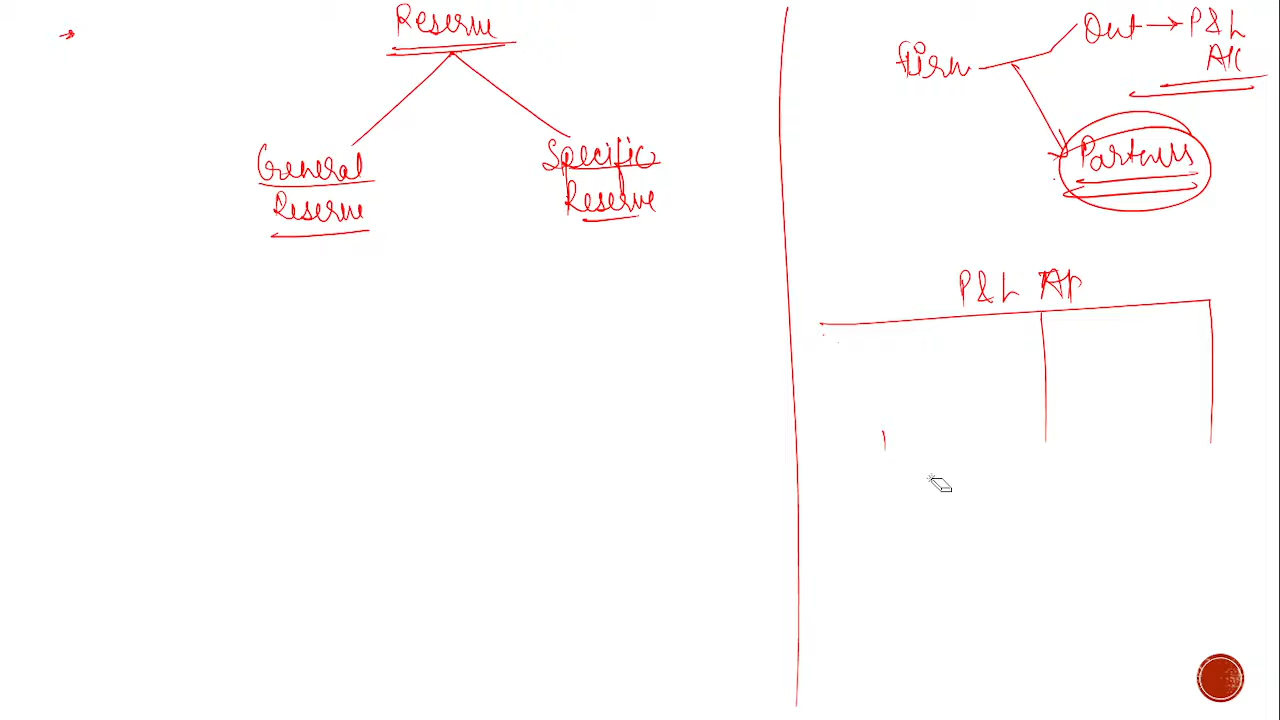 Reserve
General
Reserve
Specific
Reserve
firm
Out → P&L
A/c
Partners
P&L A/c